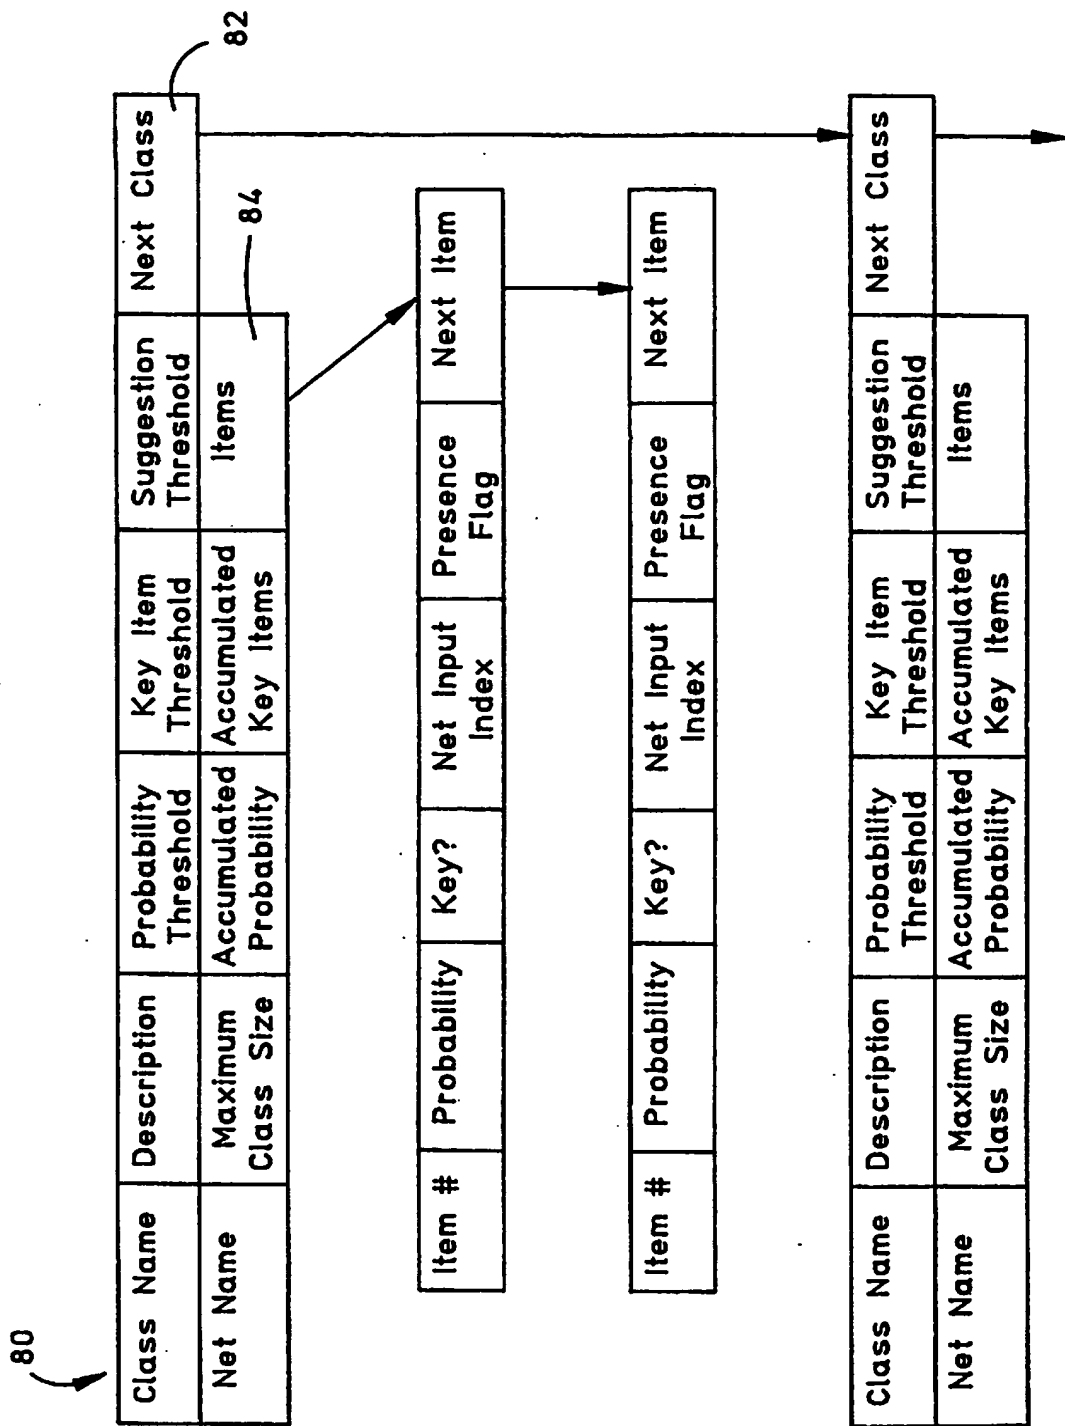 80
82
Class Name
Description
Probability
Threshold
Key Item
Threshold
Suggestion
Threshold
Next Class
Net Name
Maximum
Class Size
Accumulated
Probability
Accumulated
Key Items
Items
84
Item #
Probability
Key?
Net Input
Index
Presence
Flag
Next Item
Item #
Probability
Key?
Net Input
Index
Presence
Flag
Next Item
Class Name
Description
Probability
Threshold
Key Item
Threshold
Suggestion
Threshold
Next Class
Net Name
Maximum
Class Size
Accumulated
Probability
Accumulated
Key Items
Items